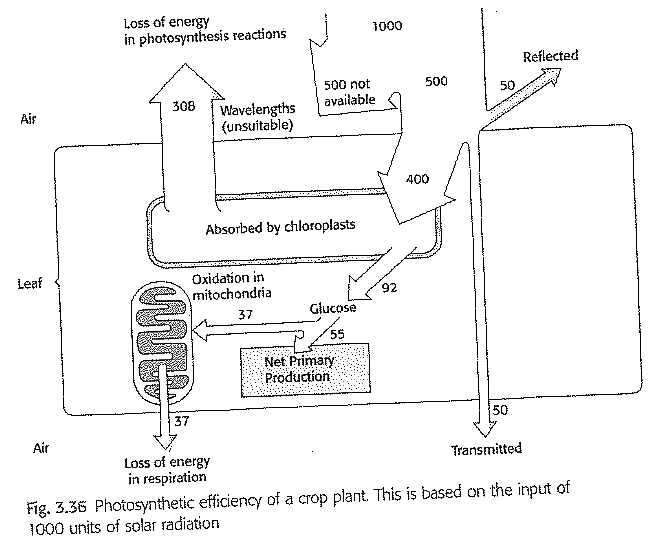 Loss of energy
in photosynthesis reactions
1000
Reflected
50
500 not
available
500
308
Wavelengths
(unsuitable)
Air
400
Absorbed by chloroplasts
Leaf
Oxidation in
mitochondria
92
Glucose
37
55
Net Primary
Production
50
37
Air
Transmitted
Loss of energy
in respiration
Fig. 3.36 Photosynthetic efficiency of a crop plant. This is based on the input of
1000 units of solar radiation